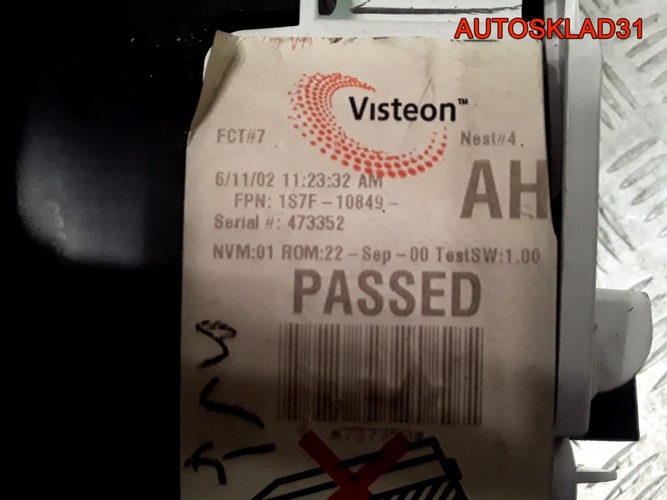 AUTOSKLAD31
Visteon™
FCT#7
Nest#4
6/11/02 11:23:32 AM
AH
FPN: 1S7F-10849-
Serial #: 473352
NVM:01 ROM:22-Sep-00 TestSW:1.00
PASSED